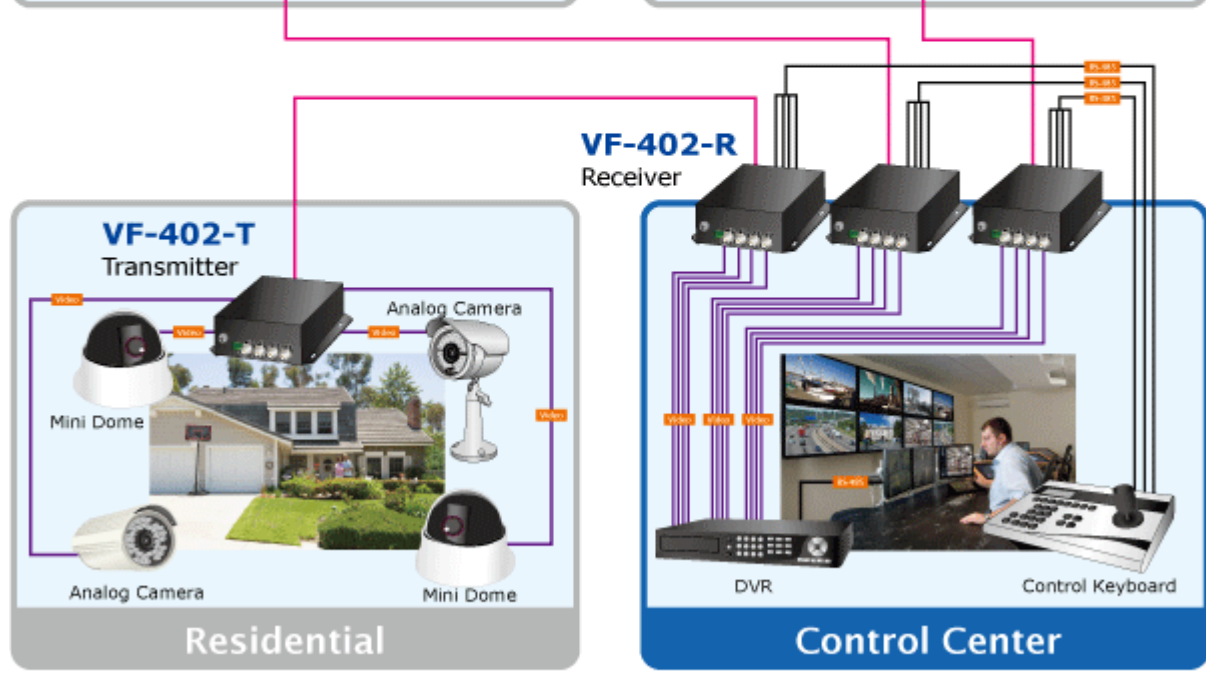 RS-485
RS-485
RS-485
VF-402-R
Receiver
VF-402-T
Transmitter
Video
Analog Camera
Video
Video
Mini Dome
Video
Video
Video
Video
RS-485
Analog Camera
Mini Dome
DVR
Control Keyboard
Residential
Control Center